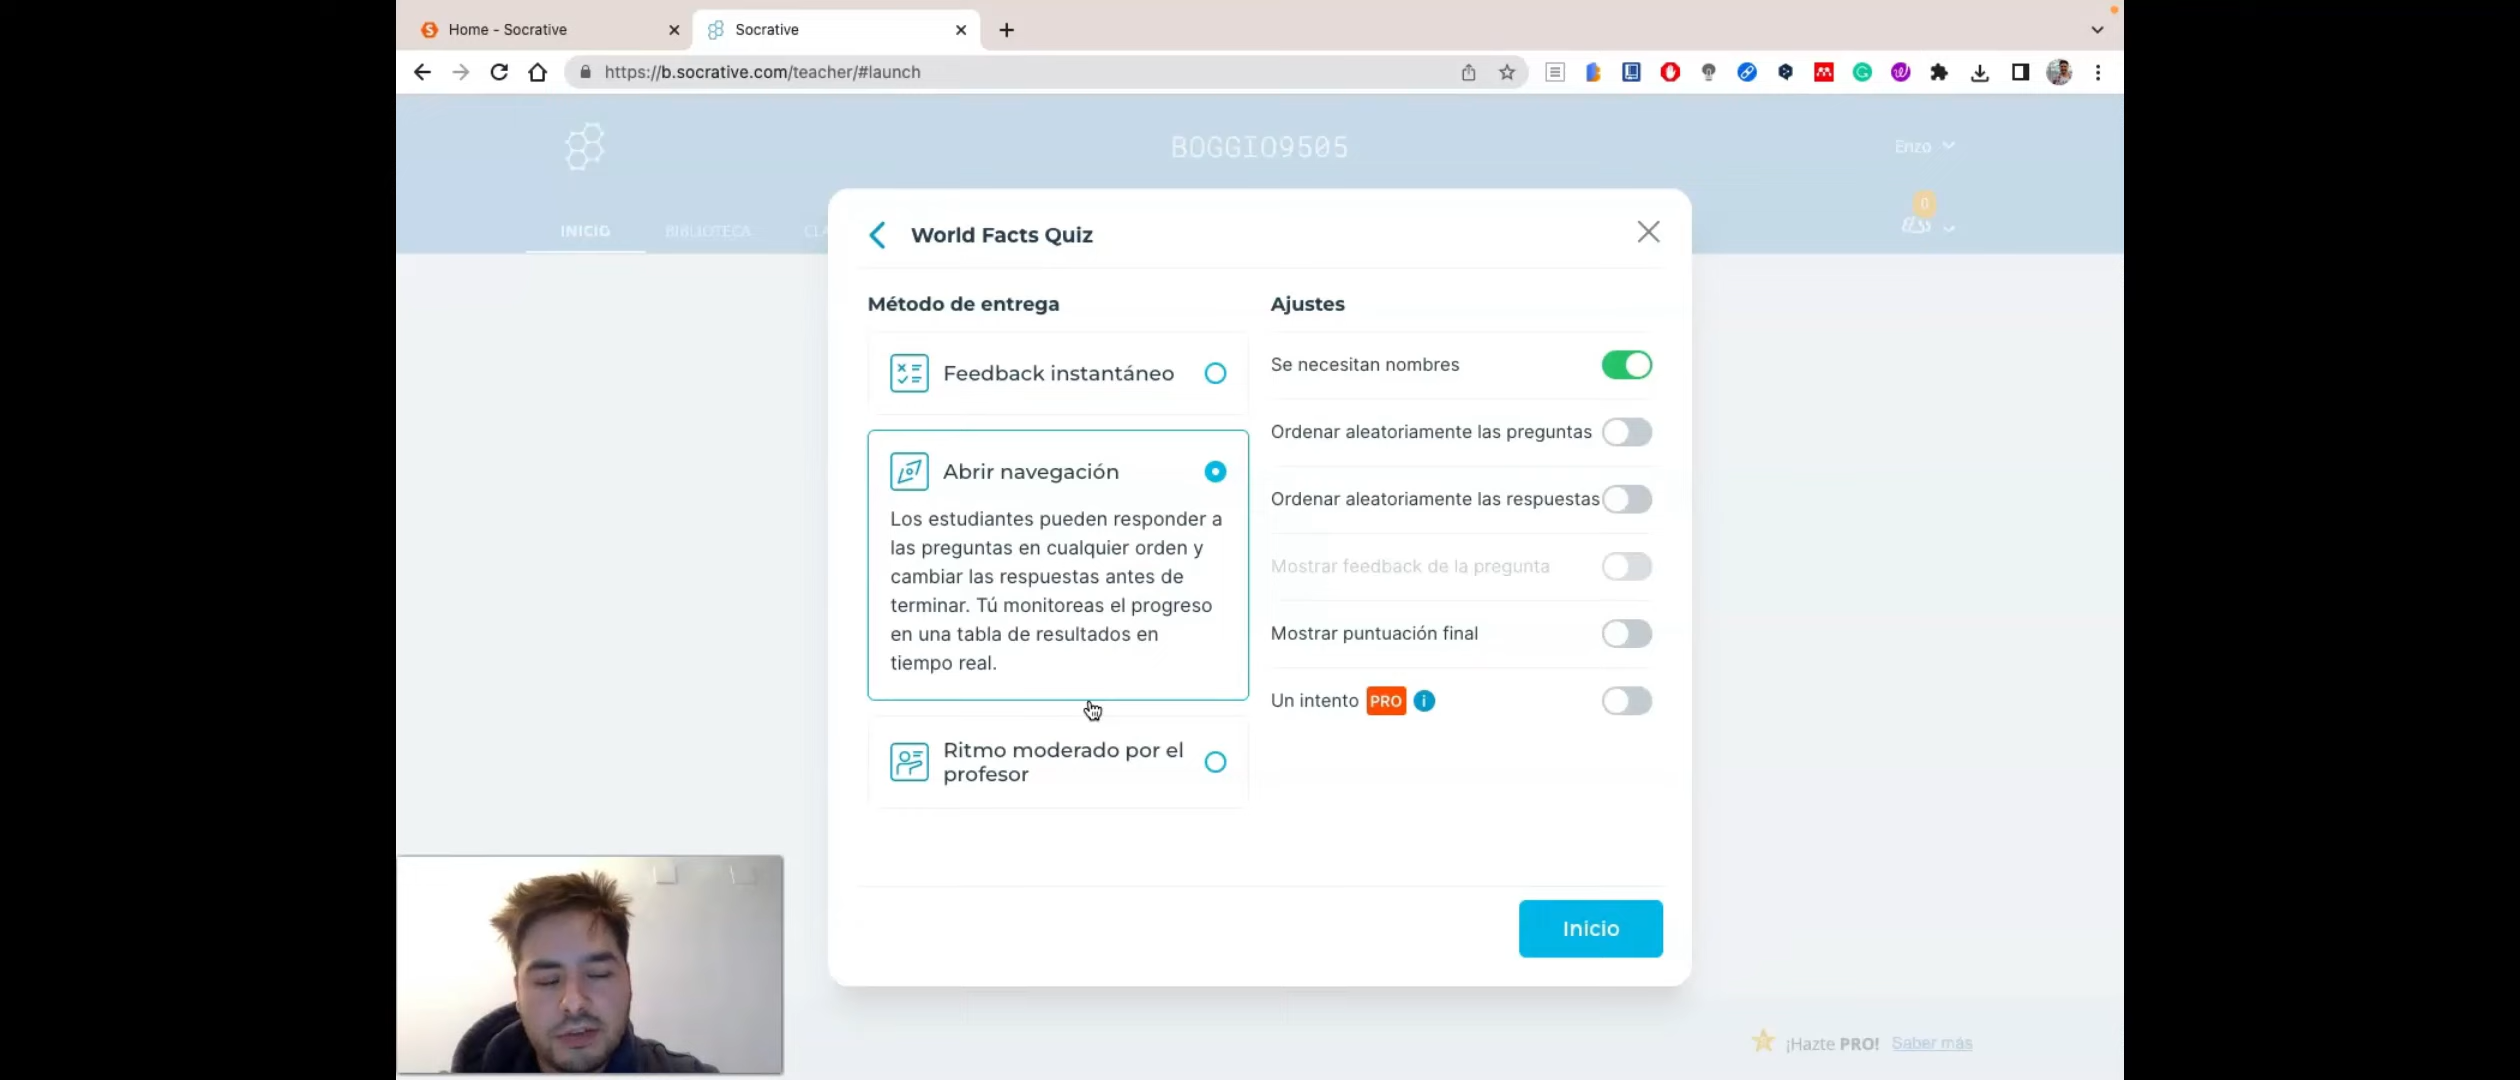 Home - Socrative
Socrative
https://b.socrative.com/teacher/#launch
BOGGIO9505
Enzo
0
INICIO
BIBLIOTECA
CLA
World Facts Quiz
Método de entrega
Feedback instantáneo
Abrir navegación
Los estudiantes pueden responder a
las preguntas en cualquier orden y
cambiar las respuestas antes de
terminar. Tú monitoreas el progreso
en una tabla de resultados en
tiempo real.
Ritmo moderado por el
profesor
Ajustes
Se necesitan nombres
Ordenar aleatoriamente las preguntas
Ordenar aleatoriamente las respuestas
Mostrar feedback de la pregunta
Mostrar puntuación final
Un intento PRO i
Inicio
¡Hazte PRO! Saber más